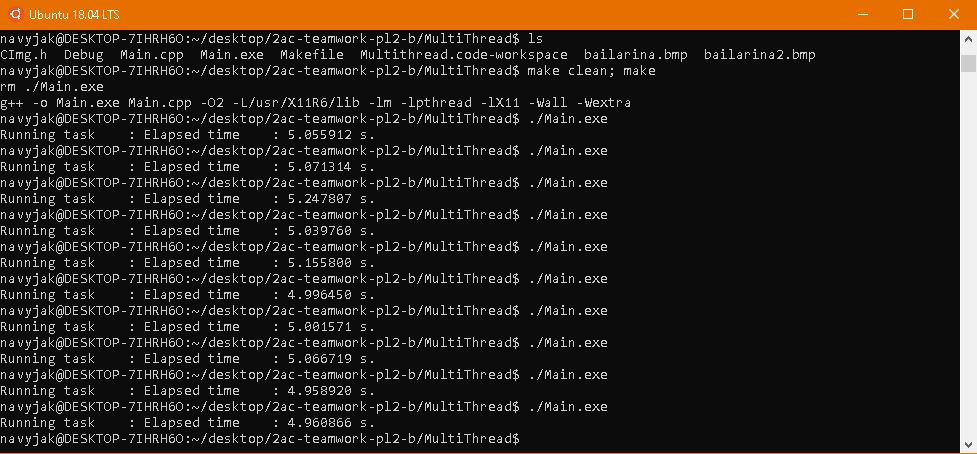 Ubuntu 18.04 LTS
navyjak@DESKTOP-7IHRH6O:~/desktop/2ac-teamwork-pl2-b/MultiThread$ ls
CImg.h  Debug  Main.cpp  Main.exe  Makefile  Multithread.code-workspace  bailarina.bmp  bailarina2.bmp
navyjak@DESKTOP-7IHRH6O:~/desktop/2ac-teamwork-pl2-b/MultiThread$ make clean; make
rm ./Main.exe
g++ -o Main.exe Main.cpp -O2 -L/usr/X11R6/lib -lm -lpthread -lX11 -Wall -Wextra
navyjak@DESKTOP-7IHRH6O:~/desktop/2ac-teamwork-pl2-b/MultiThread$ ./Main.exe
Running task    : Elapsed time    : 5.055912 s.
navyjak@DESKTOP-7IHRH6O:~/desktop/2ac-teamwork-pl2-b/MultiThread$ ./Main.exe
Running task    : Elapsed time    : 5.071314 s.
navyjak@DESKTOP-7IHRH6O:~/desktop/2ac-teamwork-pl2-b/MultiThread$ ./Main.exe
Running task    : Elapsed time    : 5.247807 s.
navyjak@DESKTOP-7IHRH6O:~/desktop/2ac-teamwork-pl2-b/MultiThread$ ./Main.exe
Running task    : Elapsed time    : 5.039760 s.
navyjak@DESKTOP-7IHRH6O:~/desktop/2ac-teamwork-pl2-b/MultiThread$ ./Main.exe
Running task    : Elapsed time    : 5.155800 s.
navyjak@DESKTOP-7IHRH6O:~/desktop/2ac-teamwork-pl2-b/MultiThread$ ./Main.exe
Running task    : Elapsed time    : 4.996450 s.
navyjak@DESKTOP-7IHRH6O:~/desktop/2ac-teamwork-pl2-b/MultiThread$ ./Main.exe
Running task    : Elapsed time    : 5.001571 s.
navyjak@DESKTOP-7IHRH6O:~/desktop/2ac-teamwork-pl2-b/MultiThread$ ./Main.exe
Running task    : Elapsed time    : 5.066719 s.
navyjak@DESKTOP-7IHRH6O:~/desktop/2ac-teamwork-pl2-b/MultiThread$ ./Main.exe
Running task    : Elapsed time    : 4.958920 s.
navyjak@DESKTOP-7IHRH6O:~/desktop/2ac-teamwork-pl2-b/MultiThread$ ./Main.exe
Running task    : Elapsed time    : 4.960866 s.
navyjak@DESKTOP-7IHRH6O:~/desktop/2ac-teamwork-pl2-b/MultiThread$